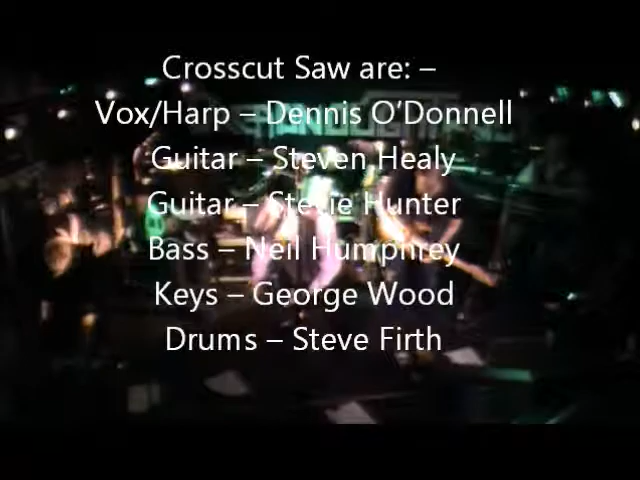 Crosscut Saw are: –
Vox/Harp – Dennis O'Donnell
Guitar – Steven Healy
Guitar – Stevie Hunter
Bass – Neil Humphrey
Keys – George Wood
Drums – Steve Firth